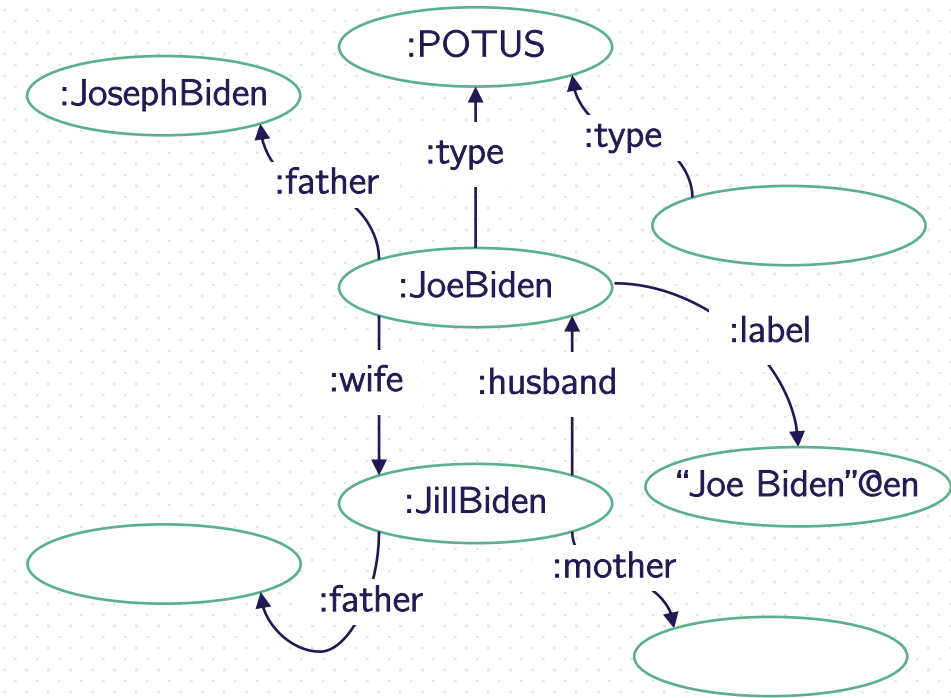 :POTUS
:JosephBiden
:type
:type
:father
:JoeBiden
:label
:wife
:husband
“Joe Biden”@en
:JillBiden
:mother
:father